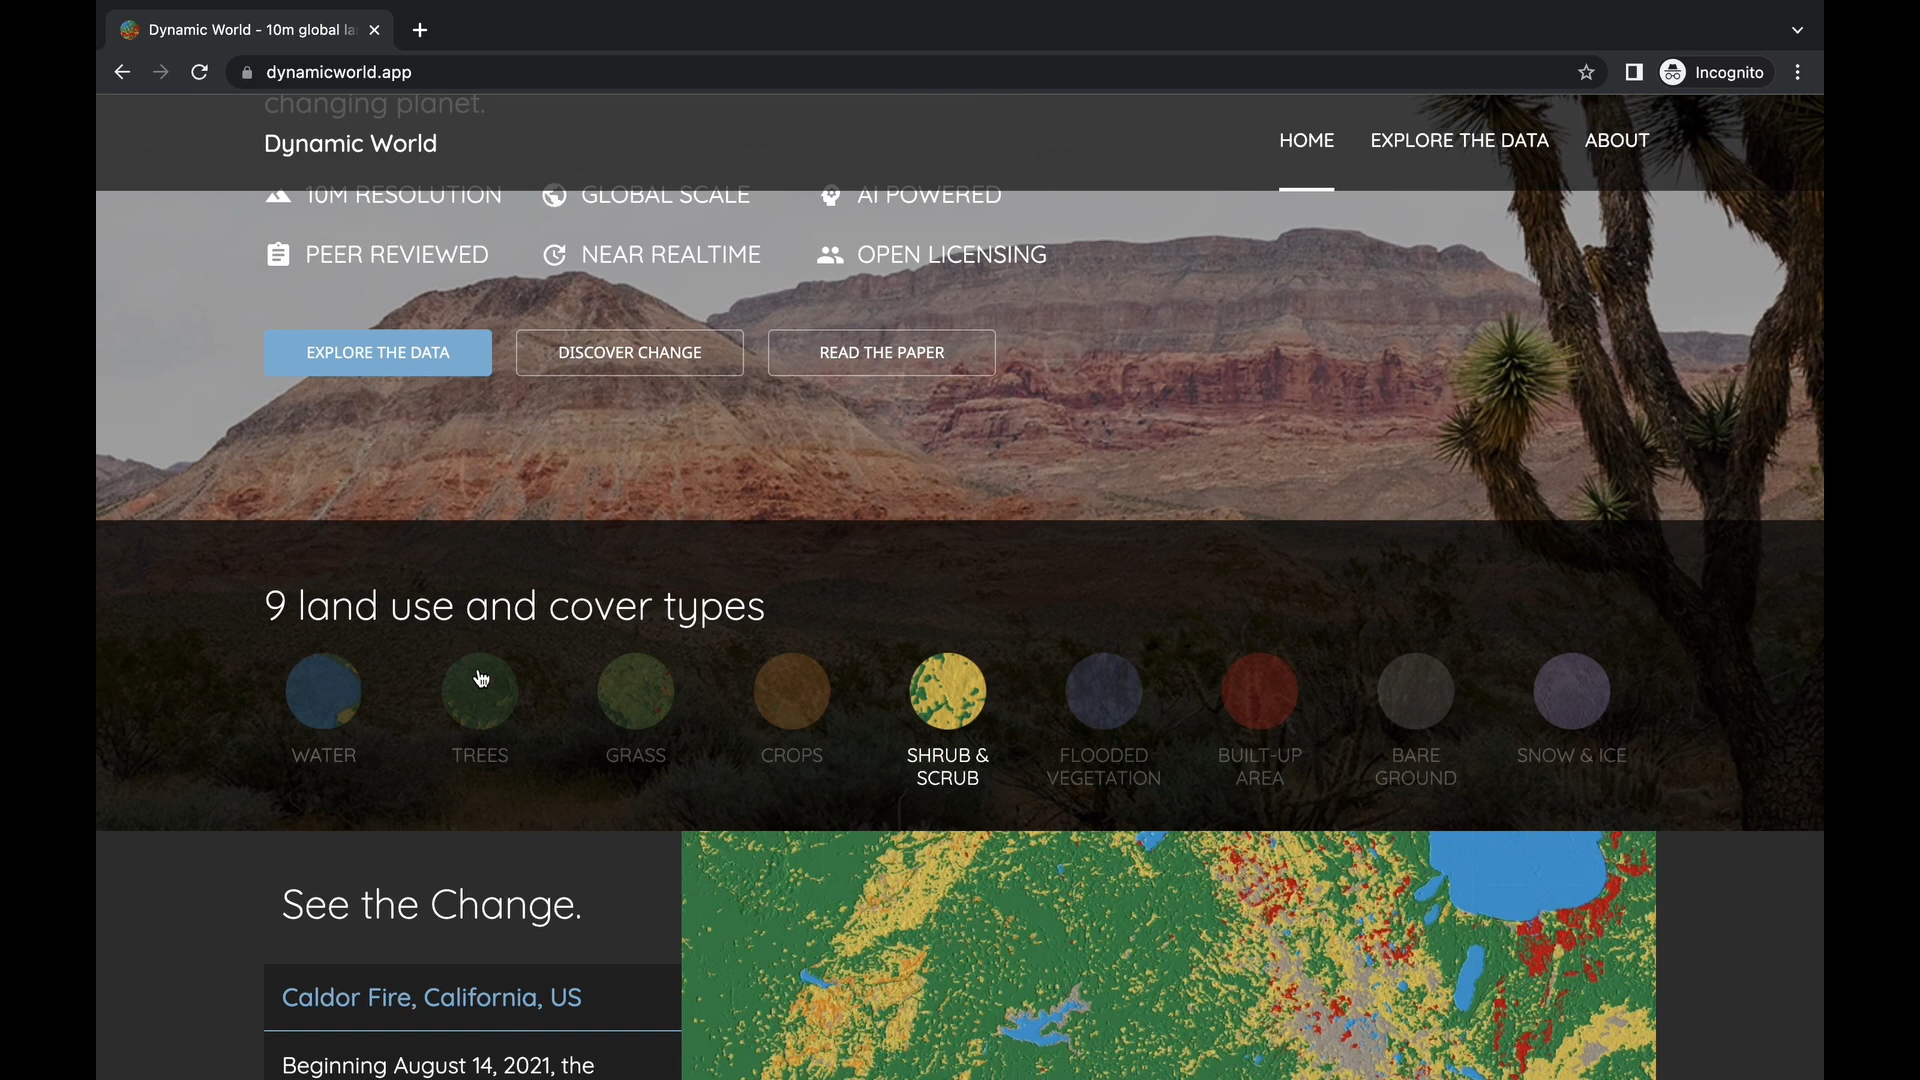 Dynamic World - 10m global la
dynamicworld.app
Incognito
changing planet.
Dynamic World
HOME
EXPLORE THE DATA
ABOUT
10M RESOLUTION
GLOBAL SCALE
AI POWERED
PEER REVIEWED
NEAR REALTIME
OPEN LICENSING
EXPLORE THE DATA
DISCOVER CHANGE
READ THE PAPER
9 land use and cover types
WATER
TREES
GRASS
CROPS
SHRUB &
SCRUB
FLOODED
VEGETATION
BUILT-UP
AREA
BARE
GROUND
SNOW & ICE
See the Change.
Caldor Fire, California, US
Beginning August 14, 2021, the